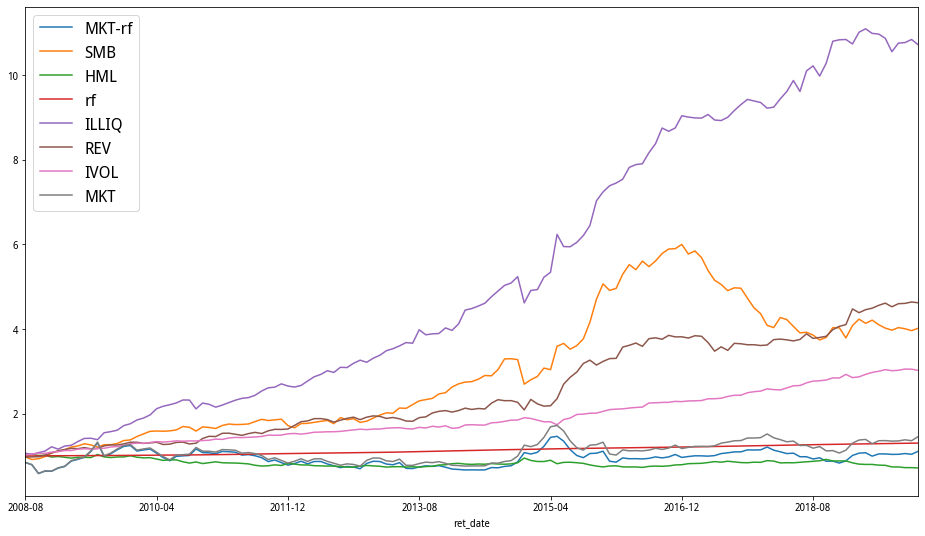 MKT-rf
SMB
HML
rf
ILLIQ
REV
IVOL
MKT
10
8
6
4
2
2008-08 2010-04 2011-12 2013-08 2015-04 2016-12 2018-08
ret_date